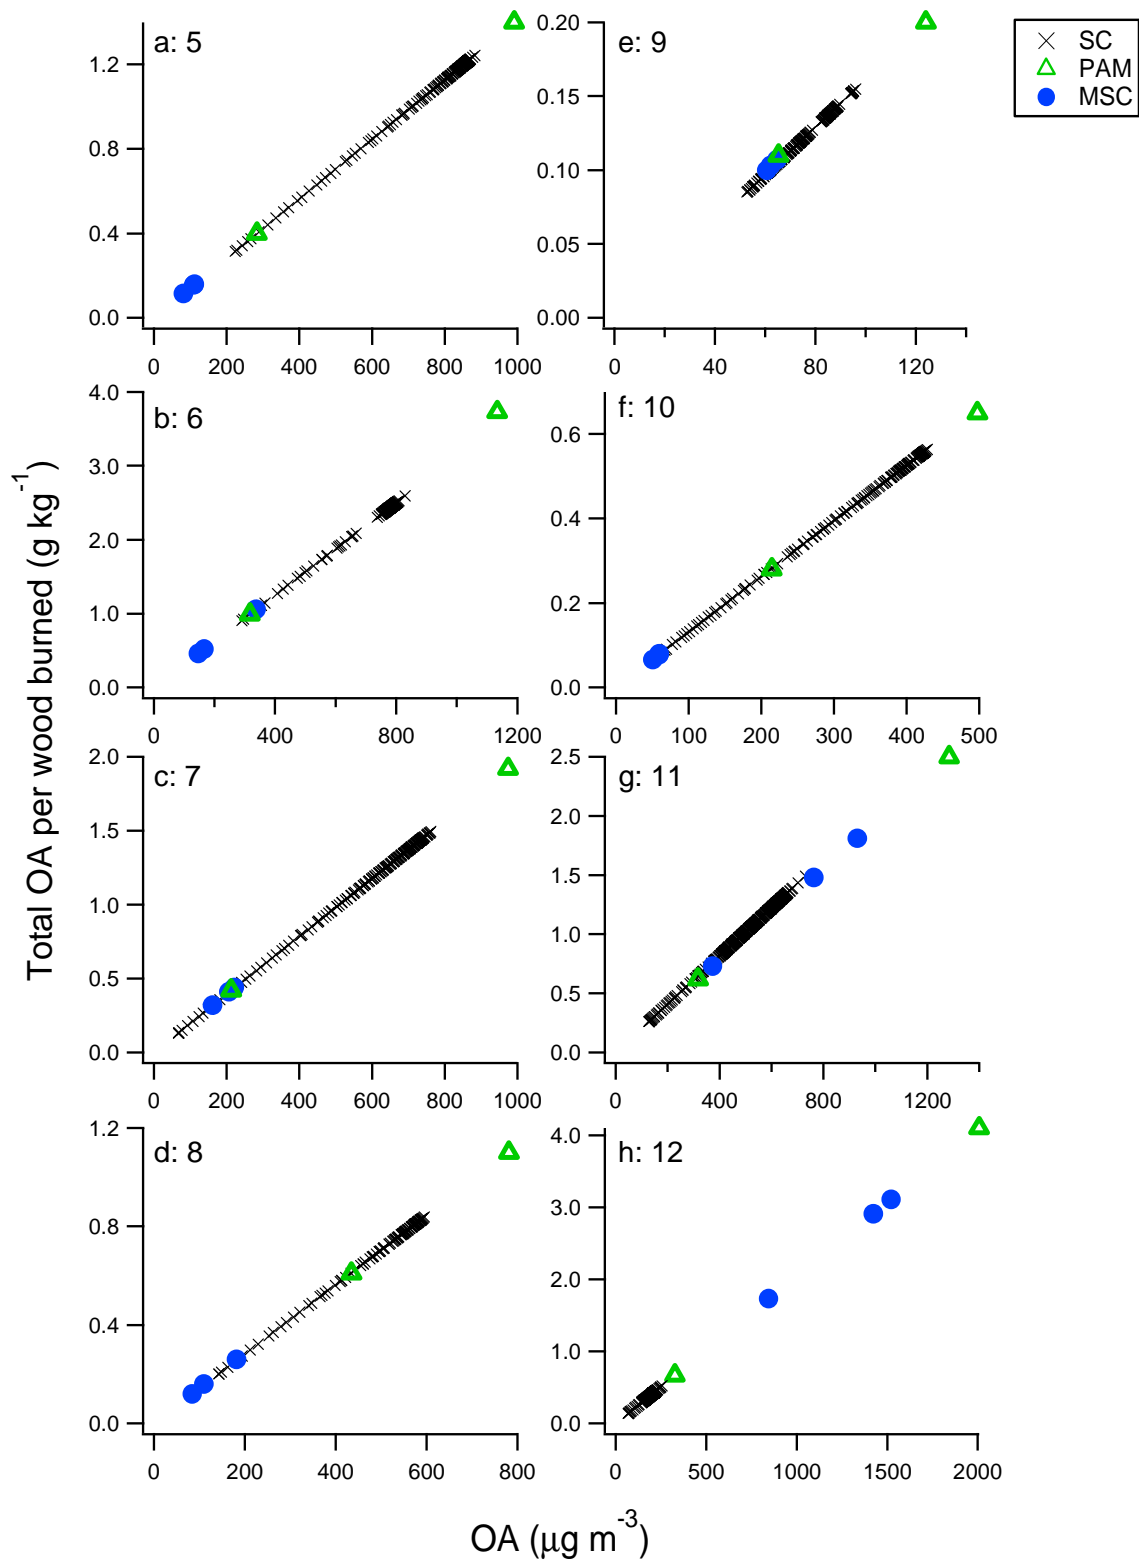 a: 5
1.2
0.8
0.4
0.0
0 200 400 600 800 1000
e: 9
0.20
0.15
0.10
0.05
0.00
0 40 80 120
SC
PAM
MSC
b: 6
4.0
3.0
2.0
1.0
0.0
0 400 800 1200
f: 10
0.6
0.4
0.2
0.0
0 100 200 300 400 500
c: 7
2.0
1.5
1.0
0.5
0.0
0 200 400 600 800 1000
g: 11
2.5
2.0
1.5
1.0
0.5
0.0
0 400 800 1200
d: 8
1.2
0.8
0.4
0.0
0 200 400 600 800
h: 12
4.0
3.0
2.0
1.0
0.0
0 500 1000 1500 2000
Total OA per wood burned (g kg⁻¹)
OA (μg m⁻³)